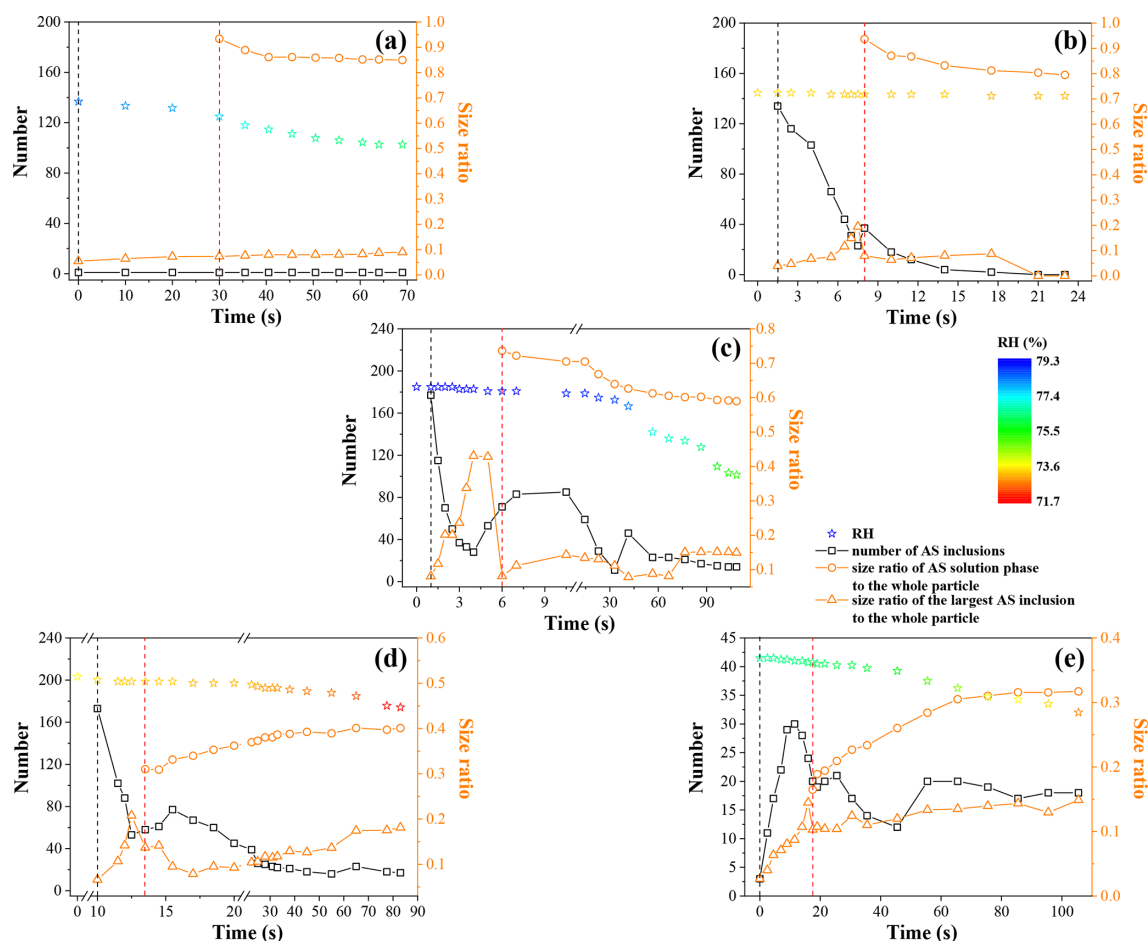 (a)
200
160
120
80
40
0
Number
1.0
0.9
0.8
0.7
0.6
0.5
0.4
0.3
0.2
0.1
0.0
Size ratio
0 10 20 30 40 50 60 70
Time (s)
(b)
200
160
120
80
40
0
Number
1.0
0.9
0.8
0.7
0.6
0.5
0.4
0.3
0.2
0.1
0.0
Size ratio
0 3 6 9 12 15 18 21 24
Time (s)
(c)
240
200
160
120
80
40
0
Number
0.8
0.7
0.6
0.5
0.4
0.3
0.2
0.1
Size ratio
0 3 6 9 30 60 90
Time (s)
RH (%)
79.3
77.4
75.5
73.6
71.7
RH
number of AS inclusions
size ratio of AS solution phase
to the whole particle
size ratio of the largest AS inclusion
to the whole particle
(d)
240
200
160
120
80
40
0
Number
0.6
0.5
0.4
0.3
0.2
0.1
Size ratio
0 10 15 20 30 40 50 60 70 80 90
Time (s)
(e)
45
40
35
30
25
20
15
10
5
0
Number
0.4
0.3
0.2
0.1
0.0
Size ratio
0 20 40 60 80 100
Time (s)